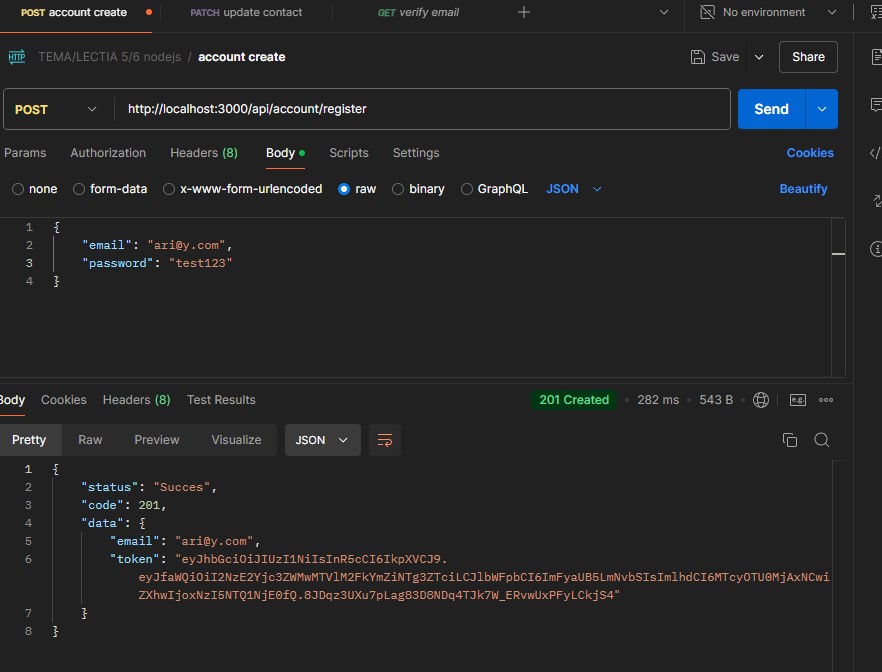 POST account create
PATCH update contact
GET verify email
No environment
HTTP TEMA/LECTIA 5/6 nodejs / account create
Save
Share
POST http://localhost:3000/api/account/register
Send
Params Authorization Headers (8) Body Scripts Settings Cookies
none form-data x-www-form-urlencoded raw binary GraphQL JSON Beautify
1 {
2 "email": "ari@y.com",
3 "password": "test123"
4 }
Body Cookies Headers (8) Test Results 201 Created 282 ms 543 B e.g.
Pretty Raw Preview Visualize JSON
1 {
2 "status": "Succes",
3 "code": 201,
4 "data": {
5 "email": "ari@y.com",
6 "token": "eyJhbGciOiJIUzI1NiIsInR5cCI6IkpXVCJ9.
eyJfaWQiOiI2NzE2Yjc3ZWMwMTVlM2FkYmZiNTg3ZTciLCJlbWFpbCI6ImFyaUB5LmNvbSIsImlhdCI6MTcyOTU0MjAxNCwi
ZXhwIjoxNzI5NTQ1NjE0fQ.8JDqz3UXu7pLag83D8NDq4TJk7W_ERvwUxPFyLCkjS4"
7 }
8 }